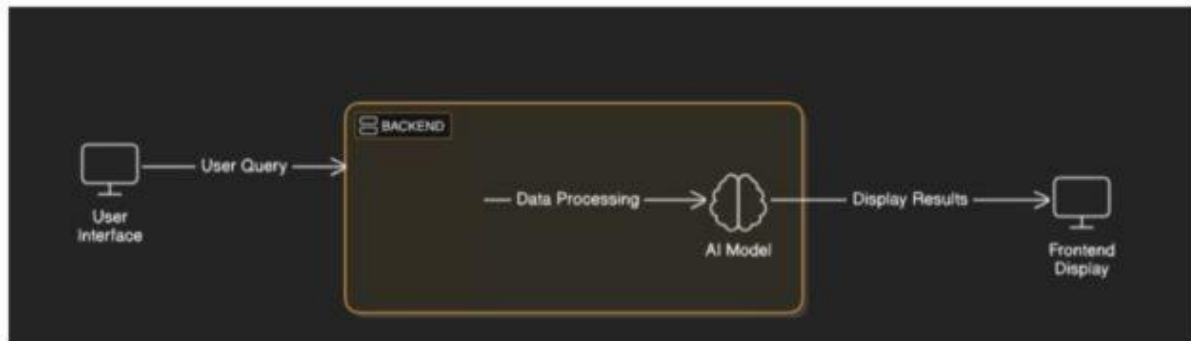 BACKEND
User Query
Data Processing
Display Results
User
Interface
AI Model
Frontend
Display